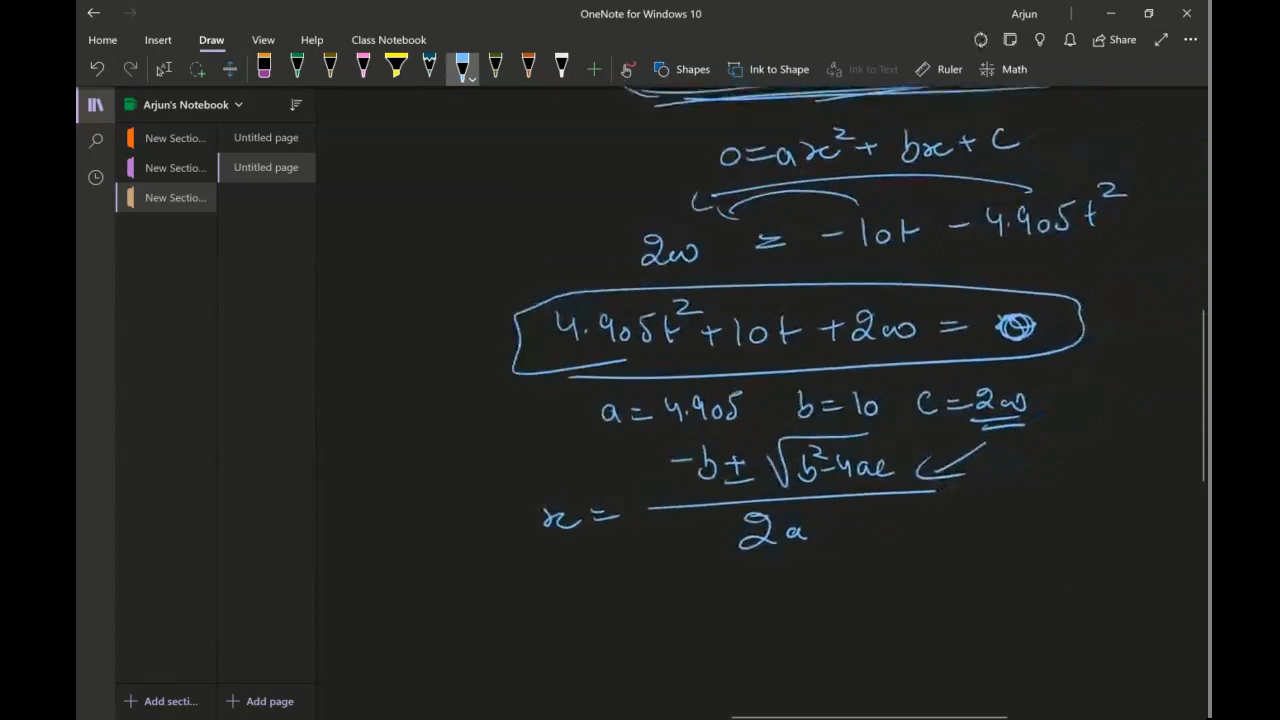 OneNote for Windows 10
Arjun
Home Insert Draw View Help Class Notebook
Share
Shapes Ink to Shape Ink to Text Ruler Math
Arjun's Notebook
New Sectio... Untitled page
New Sectio... Untitled page
New Sectio...
0=ax²+ bx+ C
200 = -10t - 4.905t²
4.905t²+10t +200 = 0
a=4.905 b=10 C=200
-b ± √b²-4ac
x=
2a
Add secti... Add page